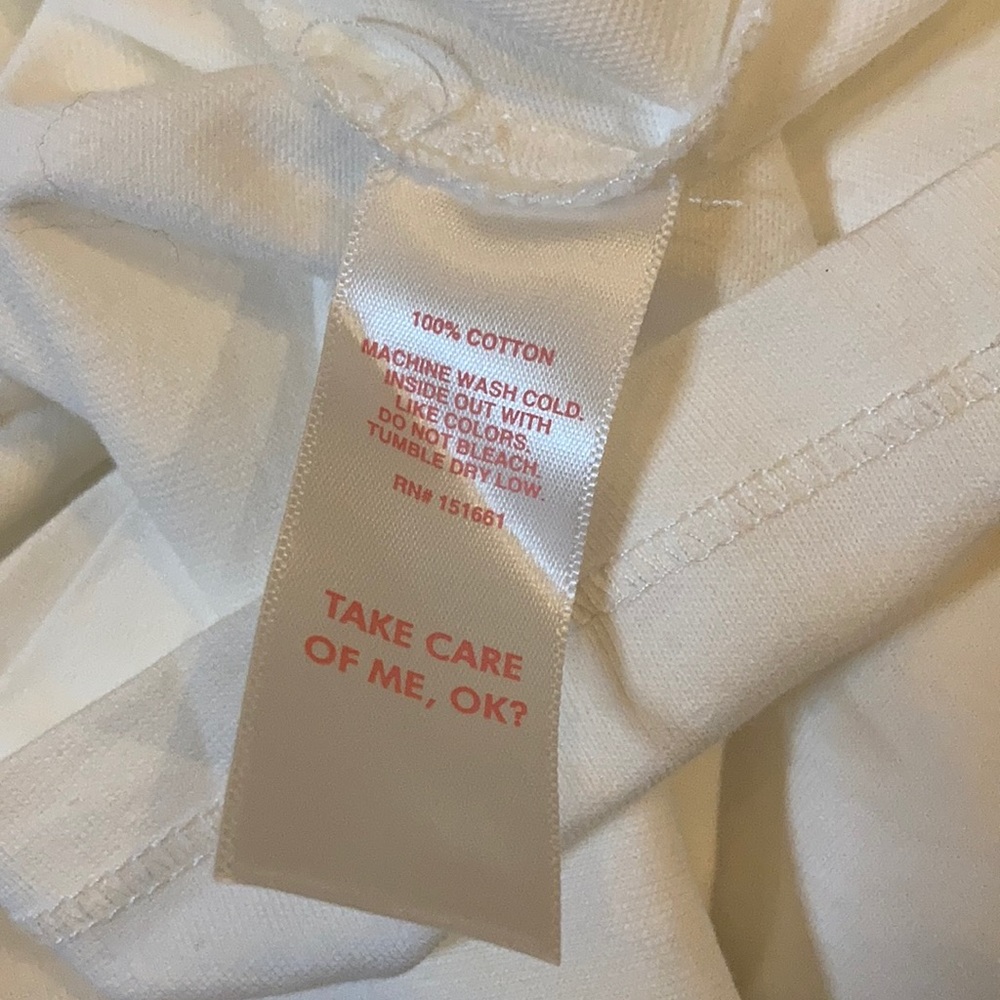 100% COTTON
MACHINE WASH COLD.
INSIDE OUT WITH
LIKE COLORS.
DO NOT BLEACH.
TUMBLE DRY LOW.
RN# 151661
TAKE CARE
OF ME, OK?